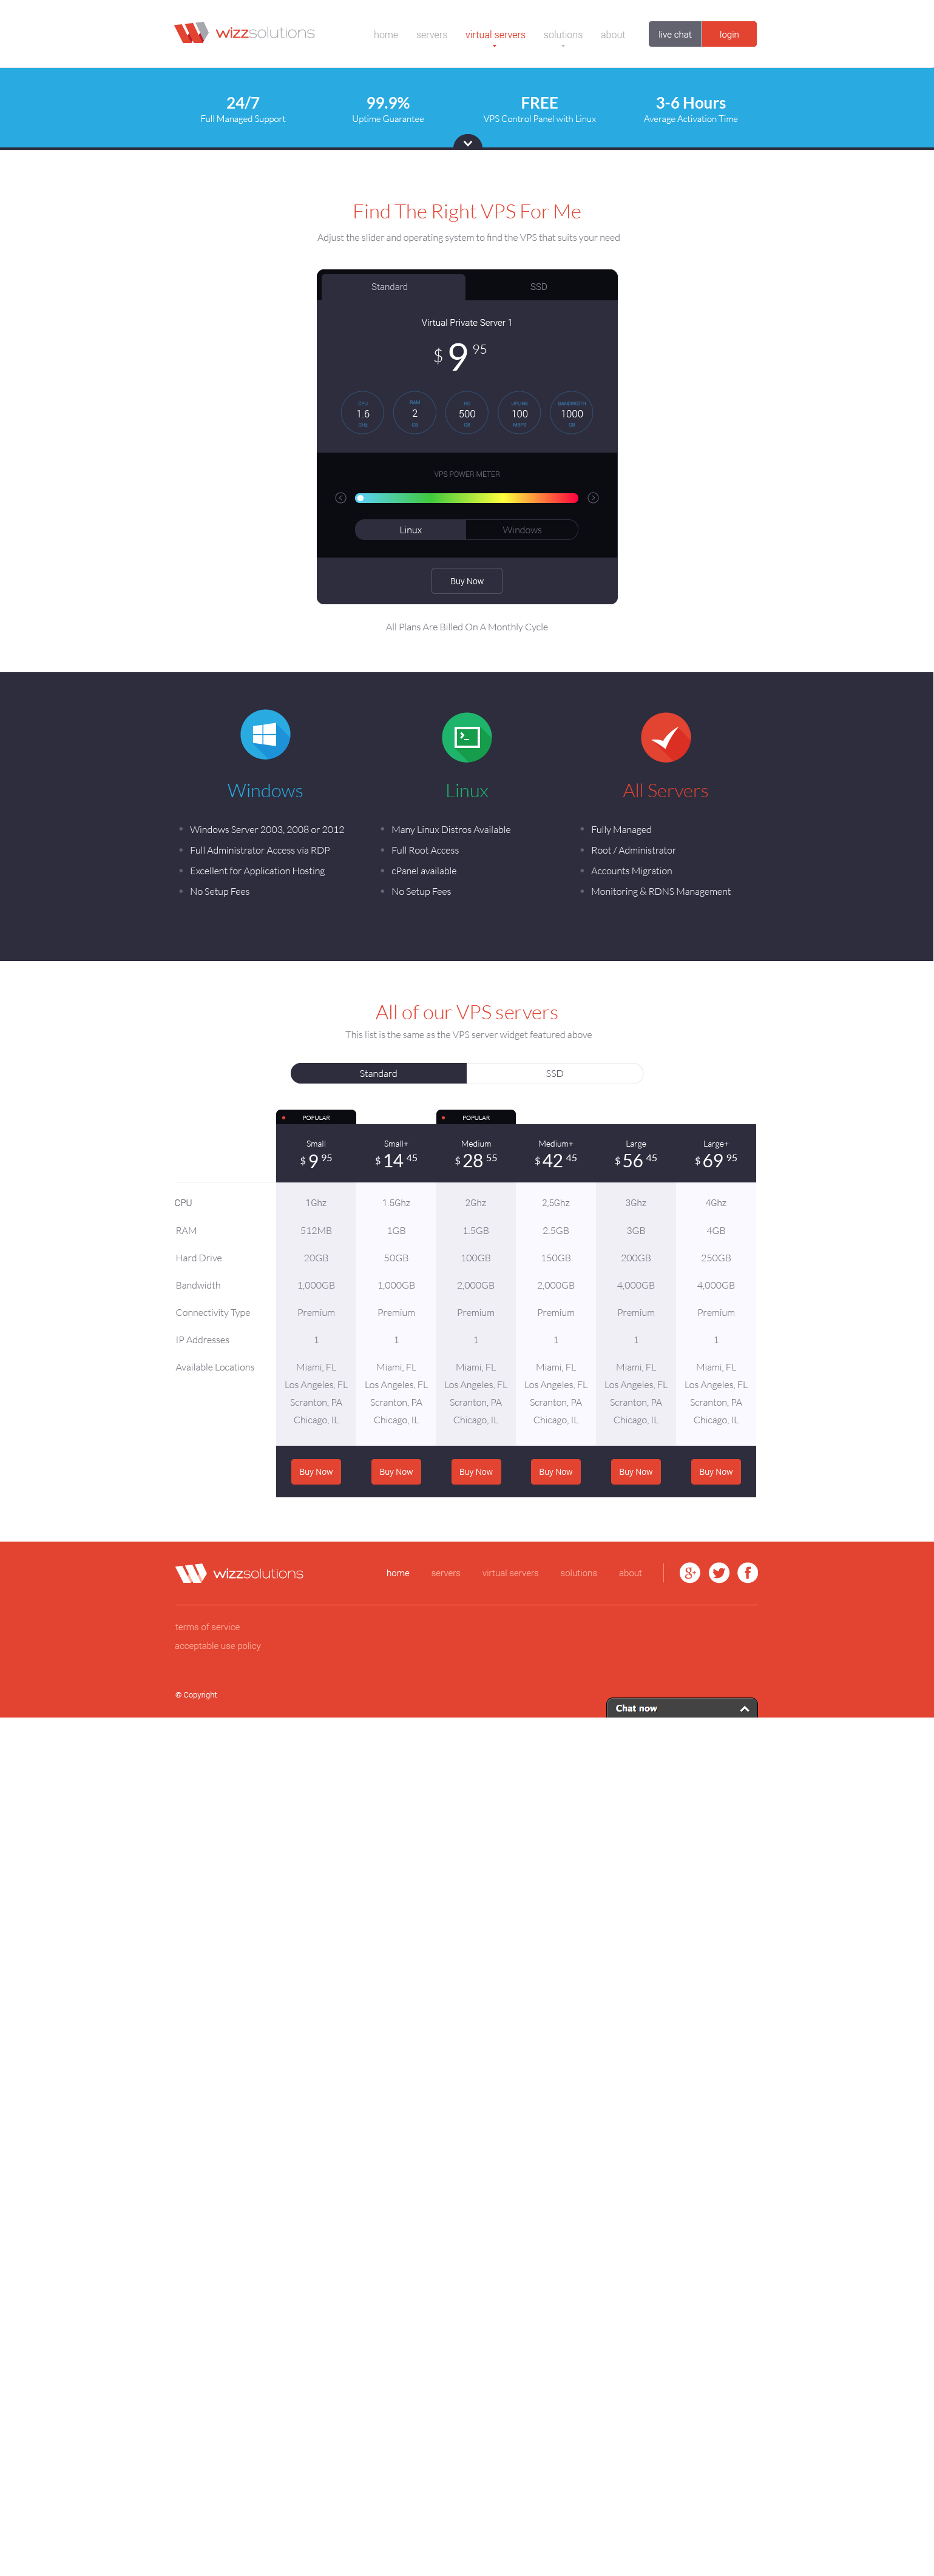 wizzsolutions
home servers virtual servers solutions about live chat login
24/7 99.9% FREE 3-6 Hours
Full Managed Support Uptime Guarantee VPS Control Panel with Linux Average Activation Time
Find The Right VPS For Me
Adjust the slider and operating system to find the VPS that suits your need
Standard SSD
Virtual Private Server 1
$ 9 95
CPU RAM HD UPLINK BANDWIDTH
1.6 2 500 100 1000
GHz GB GB MBPS GB
VPS POWER METER
Linux Windows
Buy Now
All Plans Are Billed On A Monthly Cycle
Windows Linux All Servers
Windows Server 2003, 2008 or 2012 Many Linux Distros Available Fully Managed
Full Administrator Access via RDP Full Root Access Root / Administrator
Excellent for Application Hosting cPanel available Accounts Migration
No Setup Fees No Setup Fees Monitoring & RDNS Management
All of our VPS servers
This list is the same as the VPS server widget featured above
Standard SSD
POPULAR POPULAR
Small Small+ Medium Medium+ Large Large+
$ 9 95 $ 14 45 $ 28 55 $ 42 45 $ 56 45 $ 69 95
CPU 1Ghz 1.5Ghz 2Ghz 2,5Ghz 3Ghz 4Ghz
RAM 512MB 1GB 1.5GB 2.5GB 3GB 4GB
Hard Drive 20GB 50GB 100GB 150GB 200GB 250GB
Bandwidth 1,000GB 1,000GB 2,000GB 2,000GB 4,000GB 4,000GB
Connectivity Type Premium Premium Premium Premium Premium Premium
IP Addresses 1 1 1 1 1 1
Available Locations Miami, FL Miami, FL Miami, FL Miami, FL Miami, FL Miami, FL
Los Angeles, FL Los Angeles, FL Los Angeles, FL Los Angeles, FL Los Angeles, FL Los Angeles, FL
Scranton, PA Scranton, PA Scranton, PA Scranton, PA Scranton, PA Scranton, PA
Chicago, IL Chicago, IL Chicago, IL Chicago, IL Chicago, IL Chicago, IL
Buy Now Buy Now Buy Now Buy Now Buy Now Buy Now
wizzsolutions home servers virtual servers solutions about
terms of service
acceptable use policy
© Copyright
Chat now